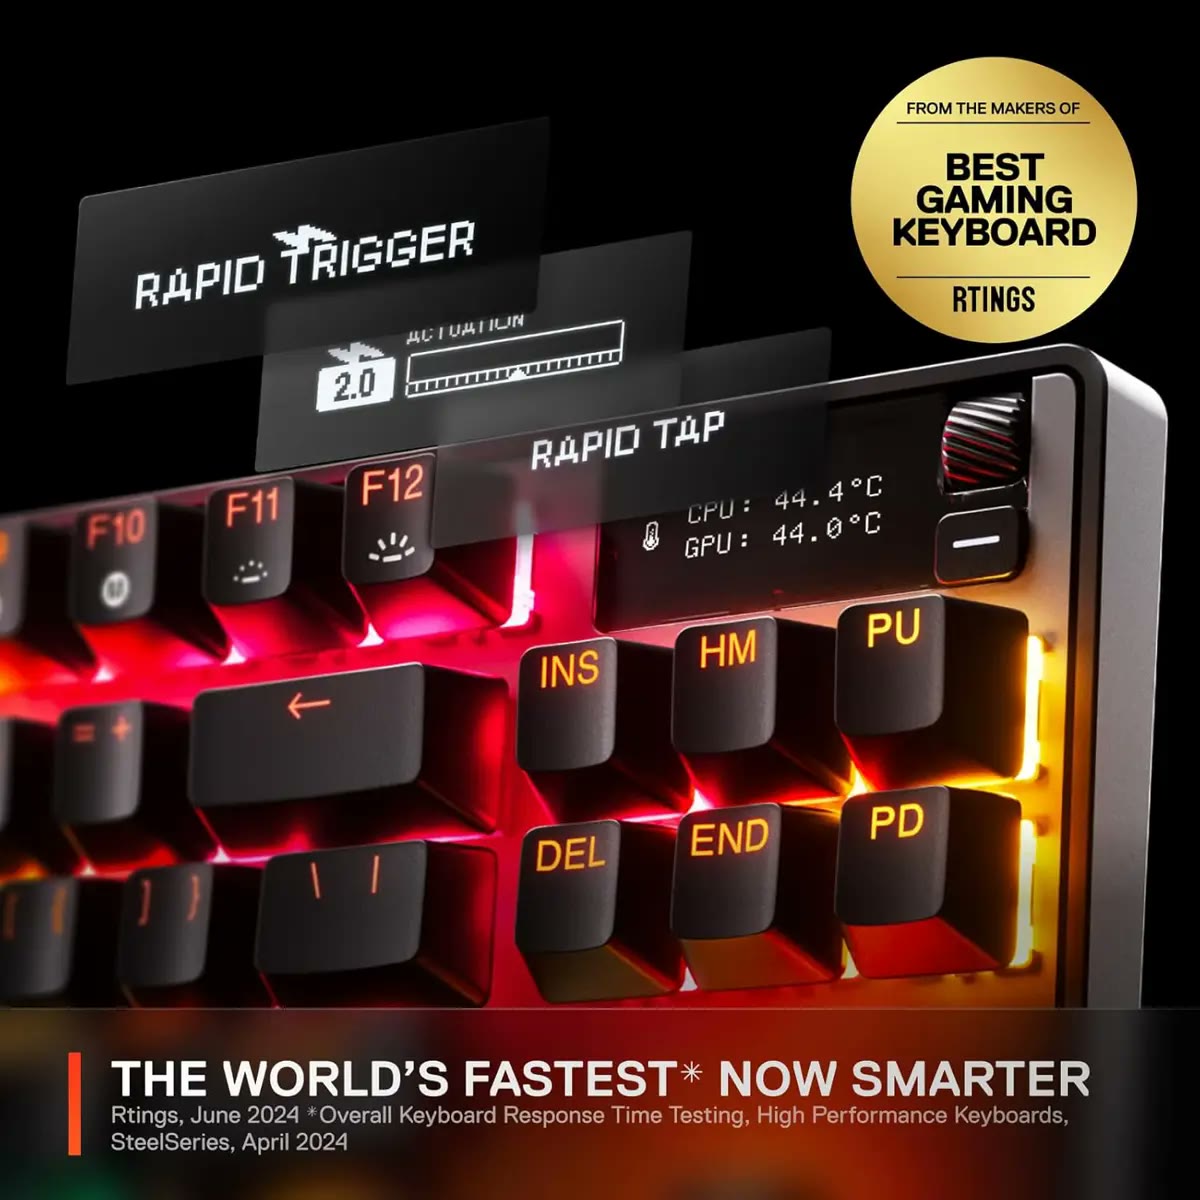 FROM THE MAKERS OF
BEST
GAMING
KEYBOARD
RTINGS
RAPID TRIGGER
ACTUATION
2.0
RAPID TAP
CPU: 44.4°C
GPU: 44.0°C
F10
F11
F12
INS
HM
PU
= +
←
DEL
END
PD
[ {
] }
\ |
THE WORLD'S FASTEST* NOW SMARTER
Rtings, June 2024 *Overall Keyboard Response Time Testing, High Performance Keyboards,
SteelSeries, April 2024